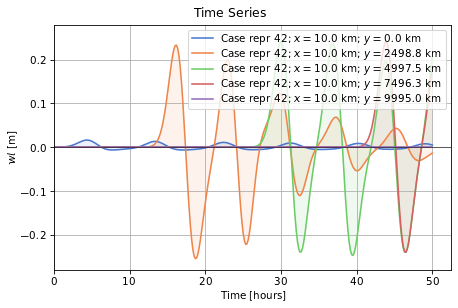 Time Series
Case repr 42; x = 10.0 km; y = 0.0 km
Case repr 42; x = 10.0 km; y = 2498.8 km
Case repr 42; x = 10.0 km; y = 4997.5 km
Case repr 42; x = 10.0 km; y = 7496.3 km
Case repr 42; x = 10.0 km; y = 9995.0 km
0.2
0.1
0.0
−0.1
−0.2
wl [m]
0 10 20 30 40 50
Time [hours]